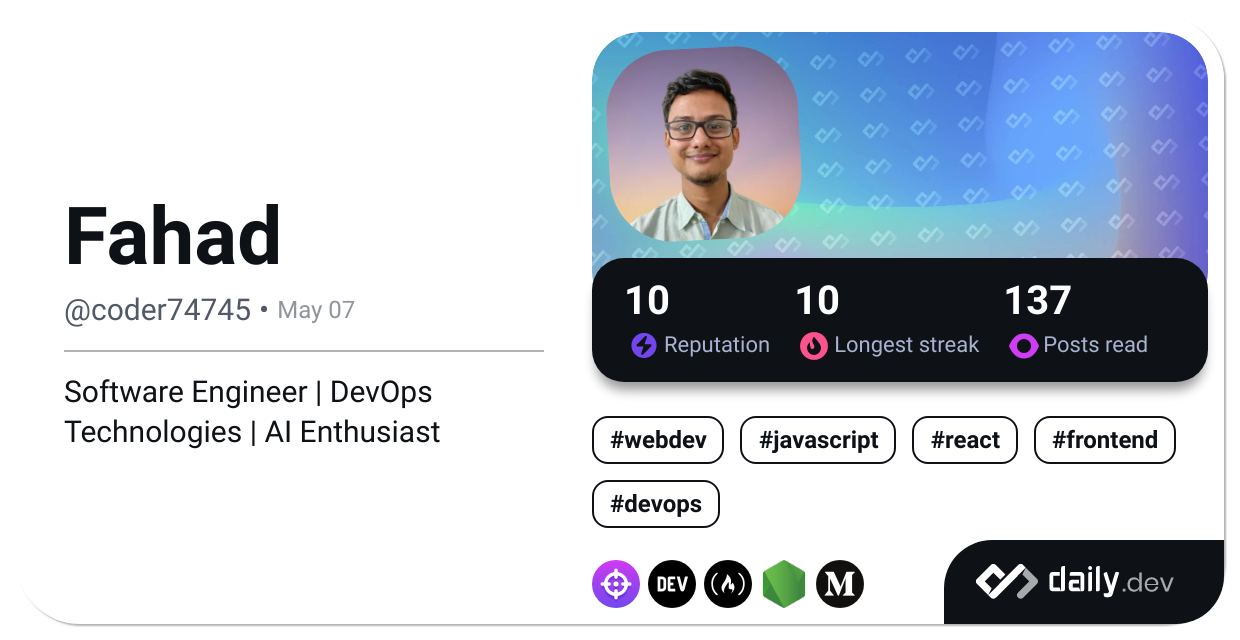 Fahad
@coder74745 • May 07
Software Engineer | DevOps
Technologies | AI Enthusiast
10 10 137
Reputation Longest streak Posts read
#webdev #javascript #react #frontend
#devops
DEV M
daily.dev